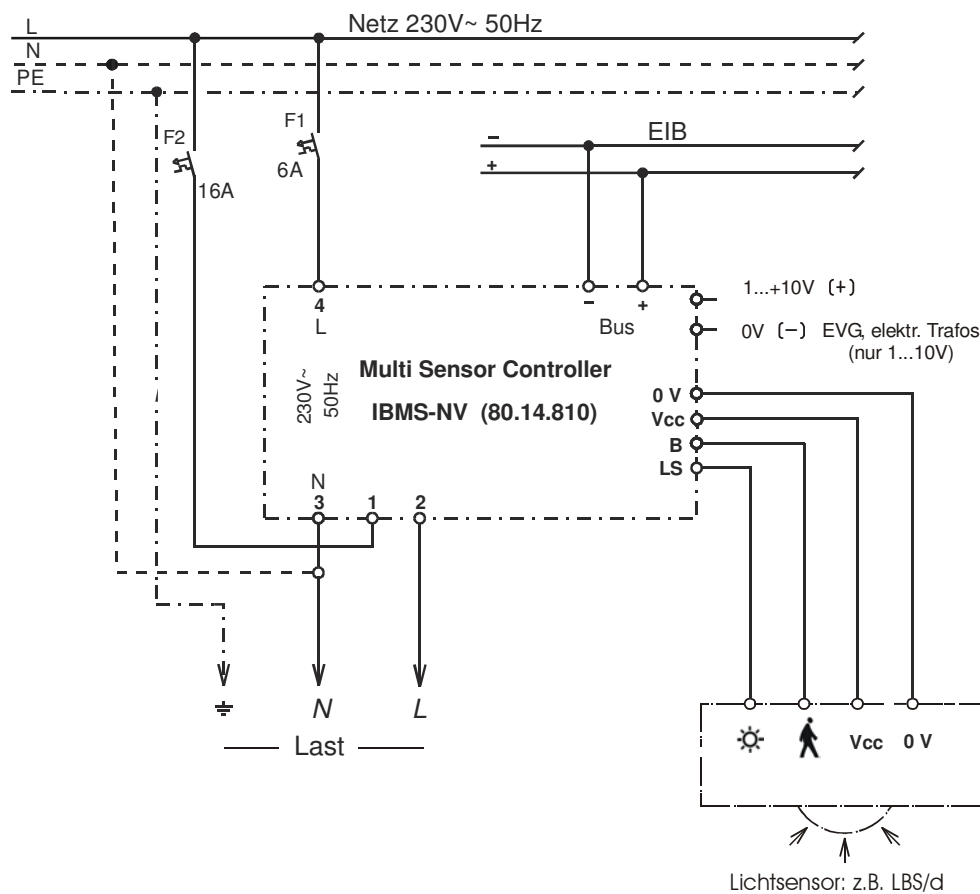 L
Netz 230V~ 50Hz
N
PE
F2
16A
F1
6A
− EIB
+
4
L
− +
Bus
1...+10V (+)
0V (−) EVG, elektr. Trafos
(nur 1...10V)
230V~
50Hz
Multi Sensor Controller
IBMS-NV (80.14.810)
0 V
Vcc
B
LS
N
3 1 2
N L
Last
Vcc 0 V
Lichtsensor: z.B. LBS/d